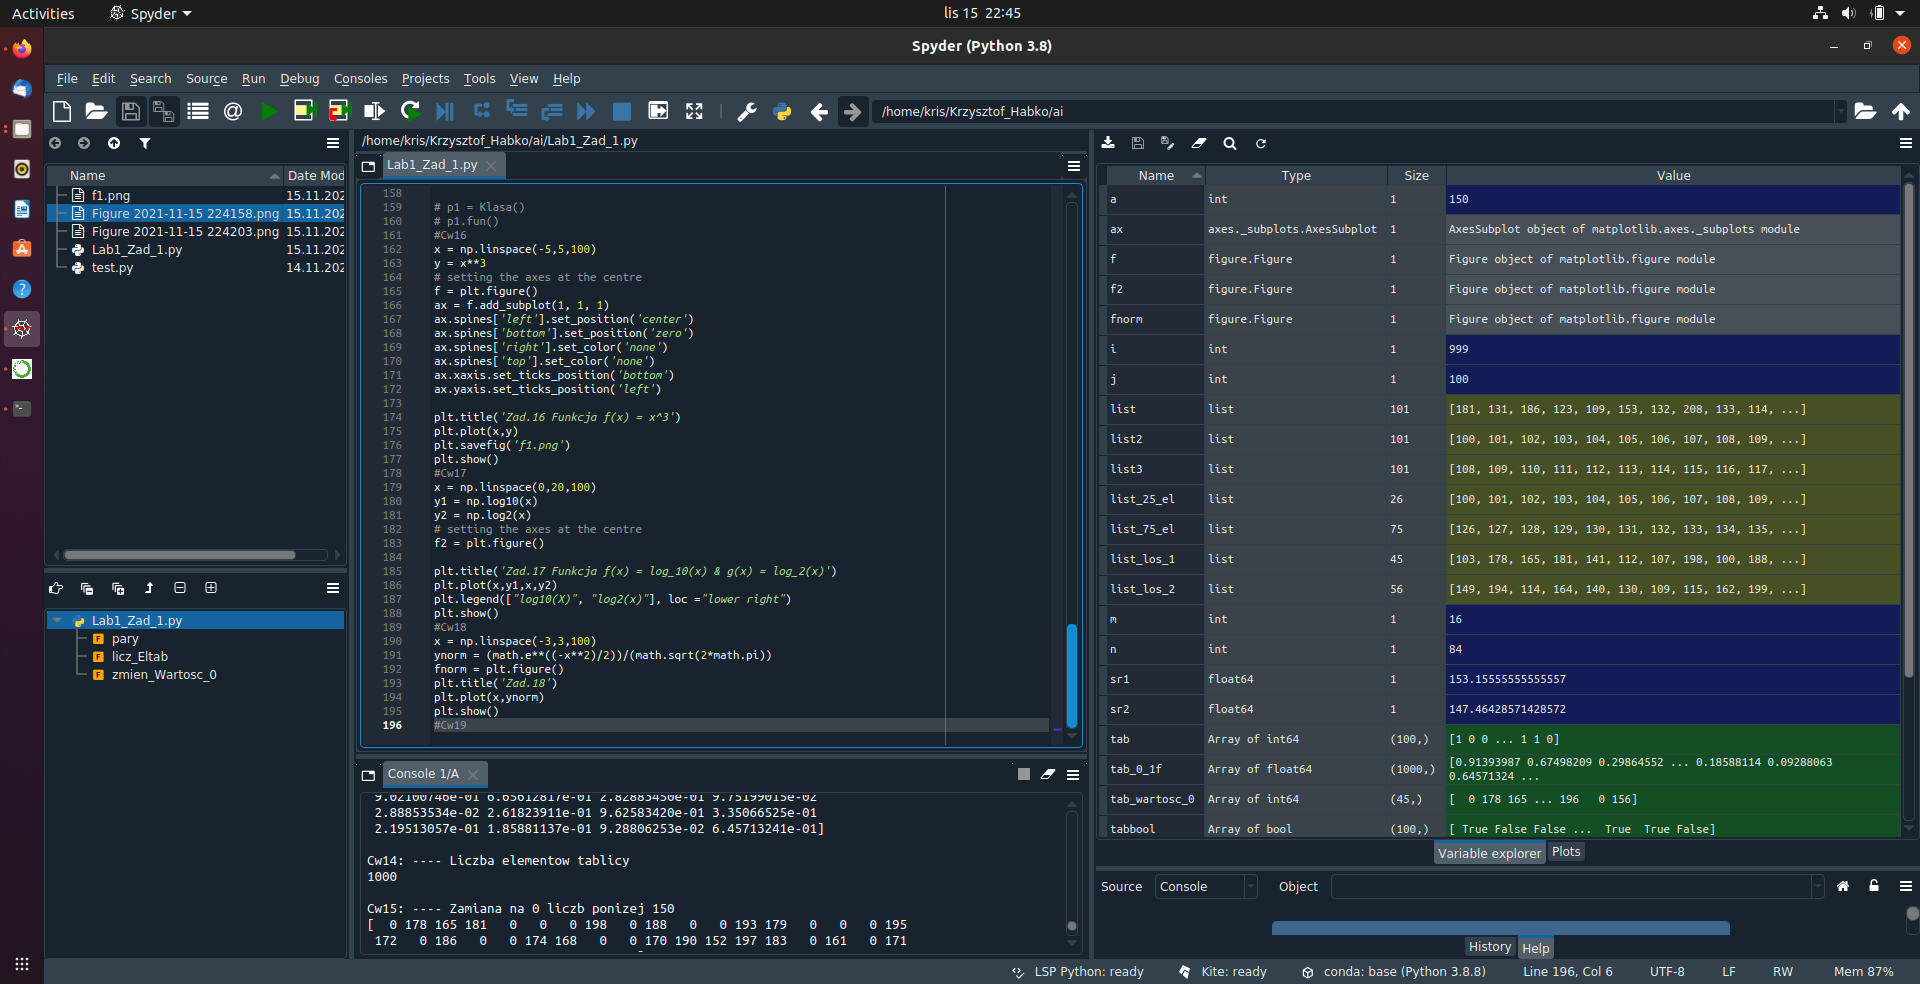 Activities
Spyder
lis 15 22:45
Spyder (Python 3.8)
File Edit Search Source Run Debug Consoles Projects Tools View Help
/home/kris/Krzysztof_Habko/ai
/home/kris/Krzysztof_Habko/ai/Lab1_Zad_1.py
Name Date Mod
f1.png 15.11.202
Figure 2021-11-15 224158.png 15.11.202
Figure 2021-11-15 224203.png 15.11.202
Lab1_Zad_1.py 15.11.202
test.py 14.11.202
Lab1_Zad_1.py
pary
licz_Eltab
zmien_Wartosc_0
Lab1_Zad_1.py
158
159 # p1 = Klasa()
160 # p1.fun()
161 #Cw16
162 x = np.linspace(-5,5,100)
163 y = x**3
164 # setting the axes at the centre
165 f = plt.figure()
166 ax = f.add_subplot(1, 1, 1)
167 ax.spines['left'].set_position('center')
168 ax.spines['bottom'].set_position('zero')
169 ax.spines['right'].set_color('none')
170 ax.spines['top'].set_color('none')
171 ax.xaxis.set_ticks_position('bottom')
172 ax.yaxis.set_ticks_position('left')
173
174 plt.title('Zad.16 Funkcja f(x) = x^3')
175 plt.plot(x,y)
176 plt.savefig('f1.png')
177 plt.show()
178 #Cw17
179 x = np.linspace(0,20,100)
180 y1 = np.log10(x)
181 y2 = np.log2(x)
182 # setting the axes at the centre
183 f2 = plt.figure()
184
185 plt.title('Zad.17 Funkcja f(x) = log_10(x) & g(x) = log_2(x)')
186 plt.plot(x,y1,x,y2)
187 plt.legend(["log10(X)", "log2(x)"], loc ="lower right")
188 plt.show()
189 #Cw18
190 x = np.linspace(-3,3,100)
191 ynorm = (math.e**((-x**2)/2))/(math.sqrt(2*math.pi))
192 fnorm = plt.figure()
193 plt.title('Zad.18')
194 plt.plot(x,ynorm)
195 plt.show()
196 #Cw19
Console 1/A
9.02100746e-01 6.65612817e-01 2.82883450e-01 9.75199015e-02
2.88853534e-02 2.61823911e-01 9.62583420e-01 3.35066525e-01
2.19513057e-01 1.85881137e-01 9.28806253e-02 6.45713241e-01]
Cw14: ---- Liczba elementow tablicy
1000
Cw15: ---- Zamiana na 0 liczb ponizej 150
[ 0 178 165 181 0 0 0 198 0 188 0 0 193 179 0 0 0 195
172 0 186 0 0 174 168 0 0 170 190 152 197 183 0 161 0 171
Name Type Size Value
a int 1 150
ax axes._subplots.AxesSubplot 1 AxesSubplot object of matplotlib.axes._subplots module
f figure.Figure 1 Figure object of matplotlib.figure module
f2 figure.Figure 1 Figure object of matplotlib.figure module
fnorm figure.Figure 1 Figure object of matplotlib.figure module
i int 1 999
j int 1 100
list list 101 [181, 131, 186, 123, 109, 153, 132, 208, 133, 114, ...]
list2 list 101 [100, 101, 102, 103, 104, 105, 106, 107, 108, 109, ...]
list3 list 101 [108, 109, 110, 111, 112, 113, 114, 115, 116, 117, ...]
list_25_el list 26 [100, 101, 102, 103, 104, 105, 106, 107, 108, 109, ...]
list_75_el list 75 [126, 127, 128, 129, 130, 131, 132, 133, 134, 135, ...]
list_los_1 list 45 [103, 178, 165, 181, 141, 112, 107, 198, 100, 188, ...]
list_los_2 list 56 [149, 194, 114, 164, 140, 130, 109, 115, 162, 199, ...]
m int 1 16
n int 1 84
sr1 float64 1 153.15555555555557
sr2 float64 1 147.46428571428572
tab Array of int64 (100,) [1 0 0 ... 1 1 0]
tab_0_1f Array of float64 (1000,) [0.91393987 0.67498209 0.29864552 ... 0.18588114 0.09288063
0.64571324 ...
tab_wartosc_0 Array of int64 (45,) [ 0 178 165 ... 196 0 156]
tabbool Array of bool (100,) [ True False False ... True True False]
Variable explorer Plots
Source Console Object
History Help
LSP Python: ready Kite: ready conda: base (Python 3.8.8) Line 196, Col 6 UTF-8 LF RW Mem 87%